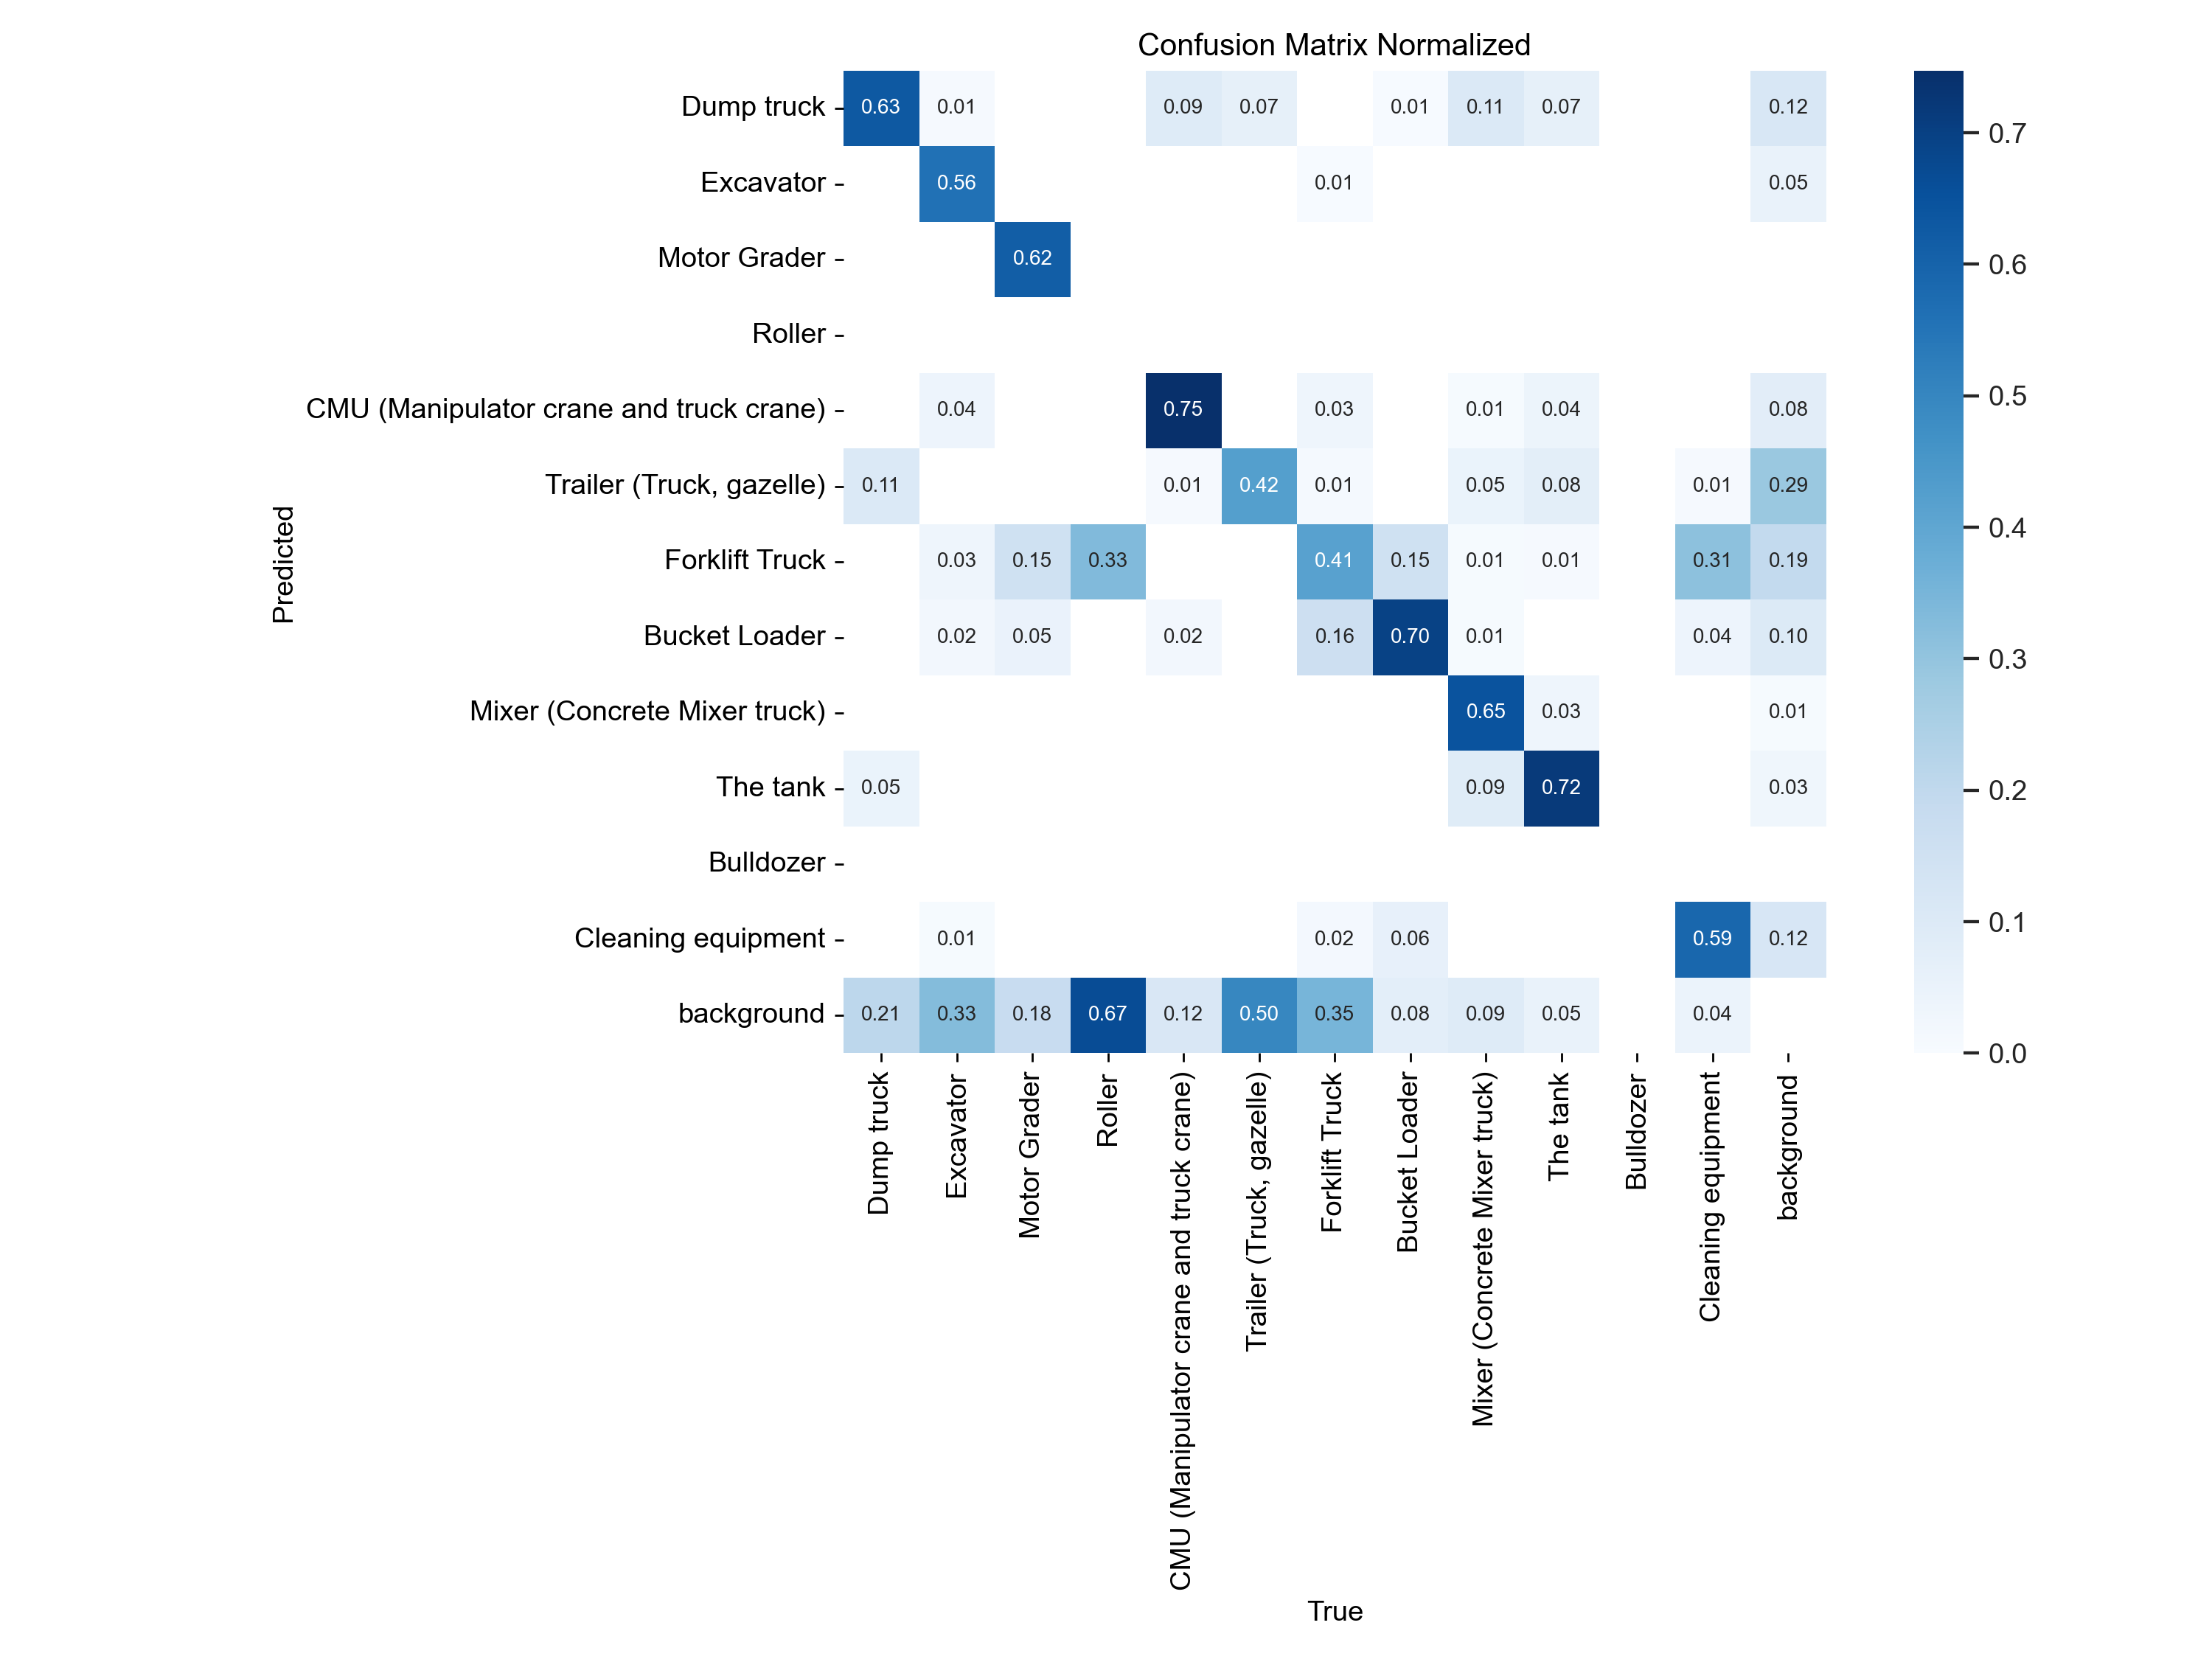 Confusion Matrix Normalized
Dump truck 0.63 0.01 0.09 0.07 0.01 0.11 0.07 0.12
Excavator 0.56 0.01 0.05
Motor Grader 0.62
Roller
CMU (Manipulator crane and truck crane) 0.04 0.75 0.03 0.01 0.04 0.08
Trailer (Truck, gazelle) 0.11 0.01 0.42 0.01 0.05 0.08 0.01 0.29
Forklift Truck 0.03 0.15 0.33 0.41 0.15 0.01 0.01 0.31 0.19
Bucket Loader 0.02 0.05 0.02 0.16 0.70 0.01 0.04 0.10
Mixer (Concrete Mixer truck) 0.65 0.03 0.01
The tank 0.05 0.09 0.72 0.03
Bulldozer
Cleaning equipment 0.01 0.02 0.06 0.59 0.12
background 0.21 0.33 0.18 0.67 0.12 0.50 0.35 0.08 0.09 0.05 0.04
Predicted
Dump truck
Excavator
Motor Grader
Roller
CMU (Manipulator crane and truck crane)
Trailer (Truck, gazelle)
Forklift Truck
Bucket Loader
Mixer (Concrete Mixer truck)
The tank
Bulldozer
Cleaning equipment
background
True
0.7
0.6
0.5
0.4
0.3
0.2
0.1
0.0